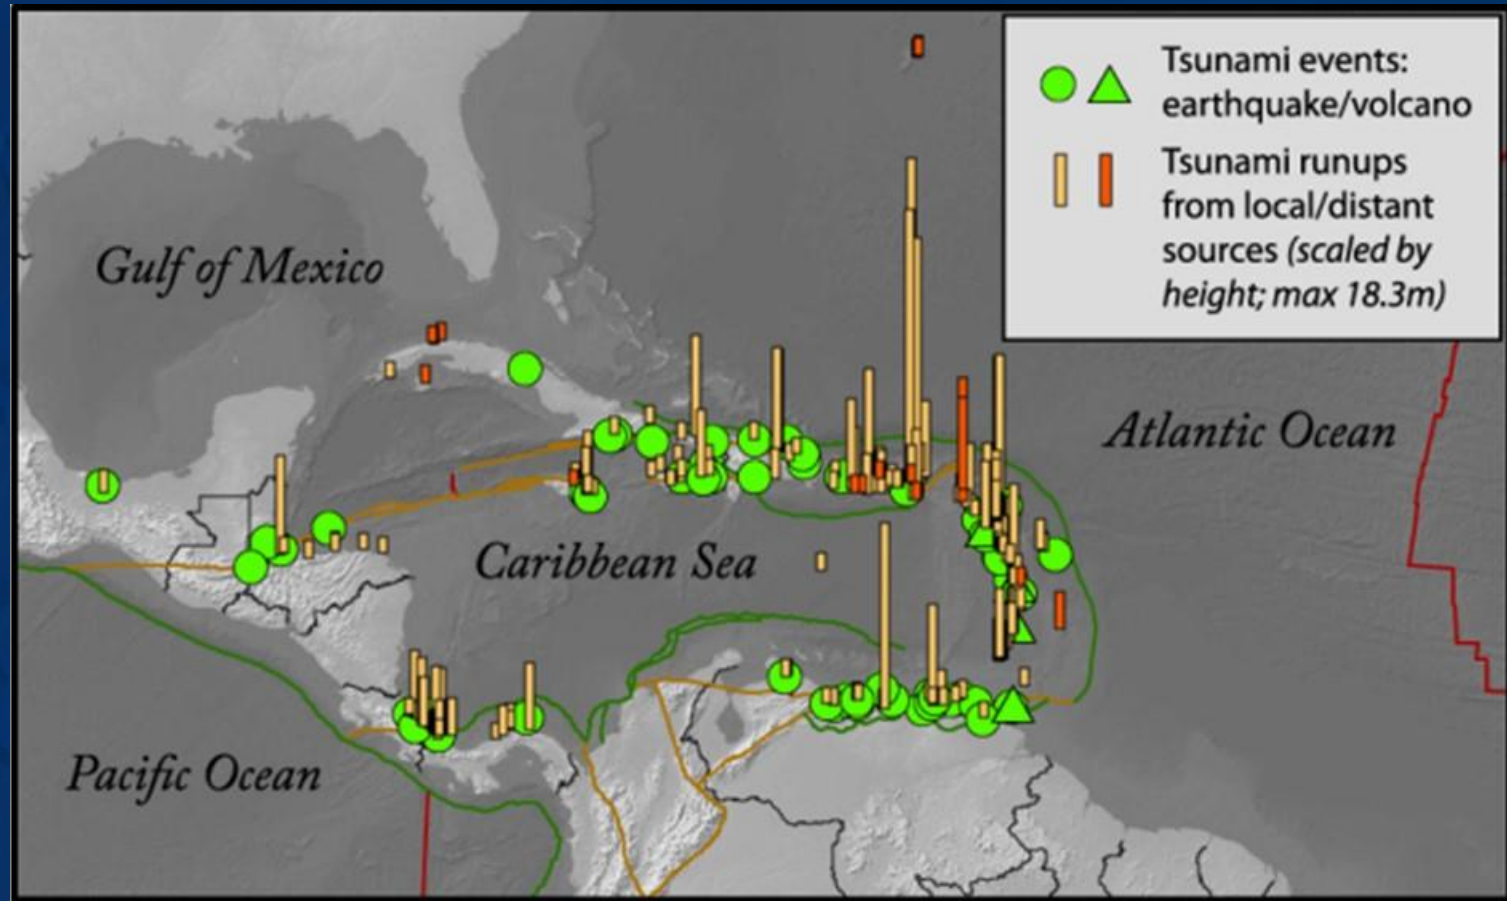 Tsunami events:
earthquake/volcano
Tsunami runups
from local/distant
sources (scaled by
height; max 18.3m)
Gulf of Mexico
Atlantic Ocean
Caribbean Sea
Pacific Ocean